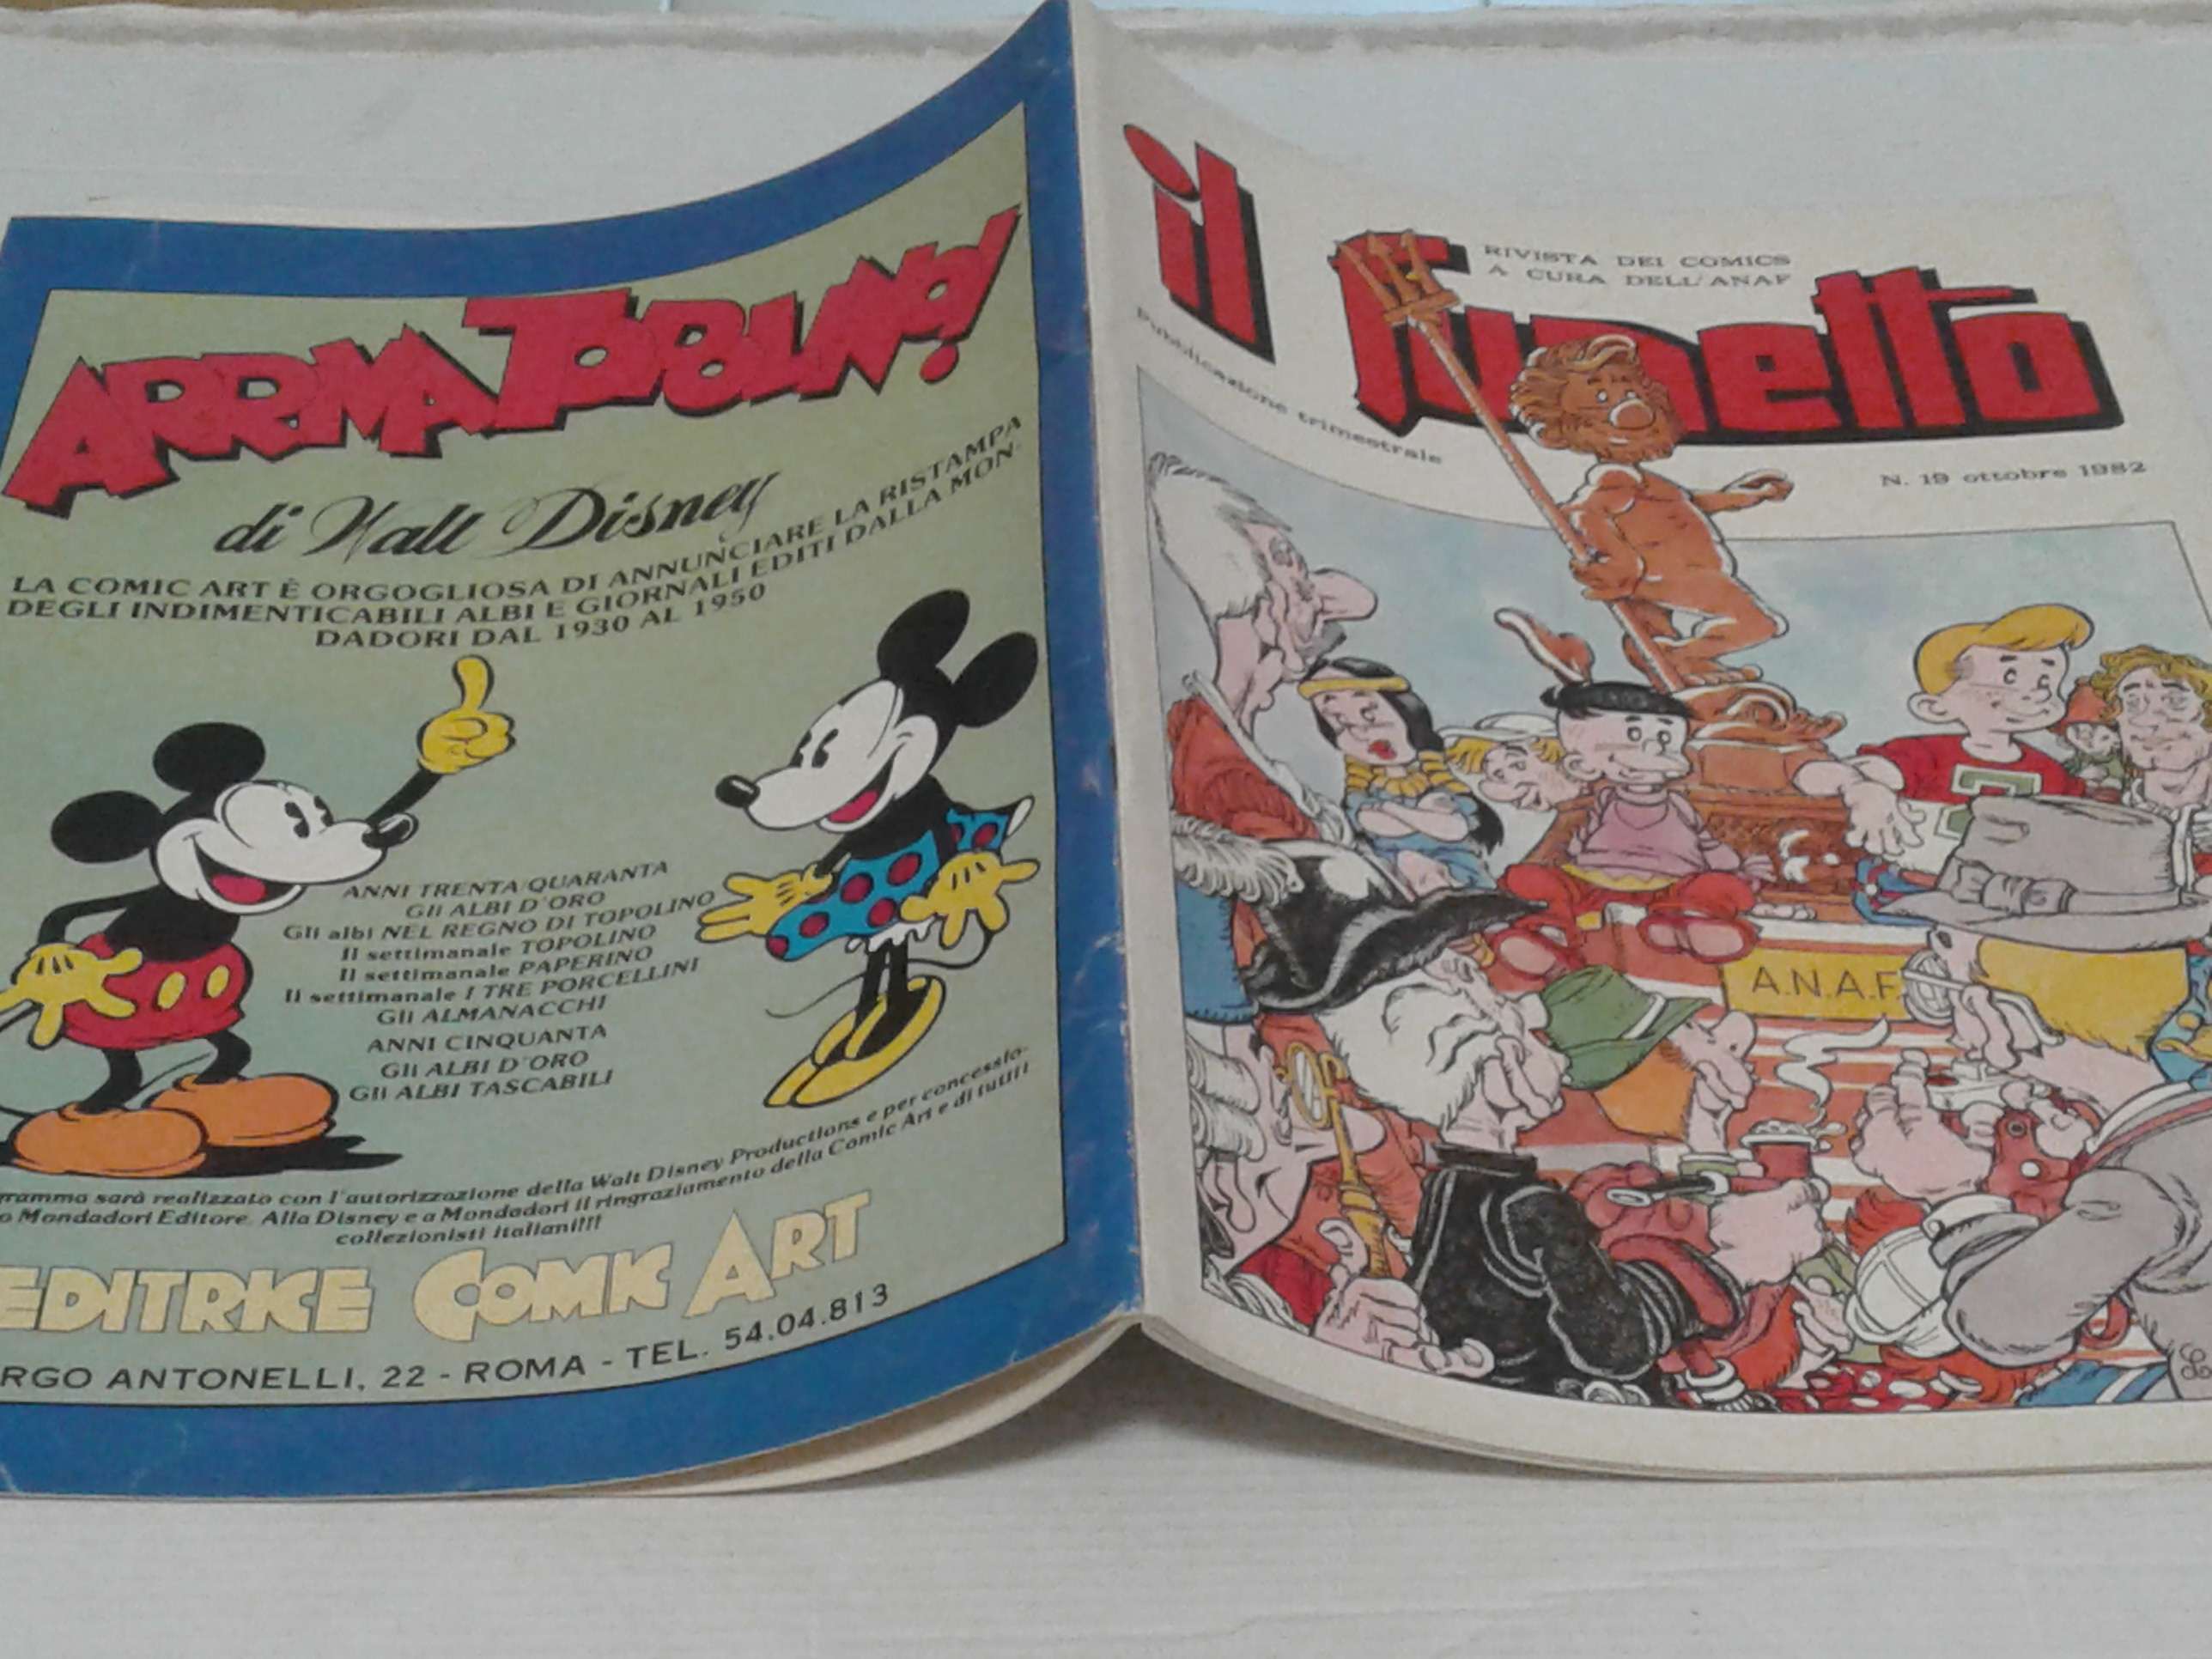 ARRIVA TOPOLINO!
di Walt Disney
LA COMIC ART È ORGOGLIOSA DI ANNUNCIARE LA RISTAMPA
DEGLI INDIMENTICABILI ALBI E GIORNALI EDITI DALLA MON-
DADORI DAL 1930 AL 1950
ANNI TRENTA/QUARANTA
Gli ALBI D'ORO
Gli albi NEL REGNO DI TOPOLINO
Il settimanale TOPOLINO
Il settimanale PAPERINO
Il settimanale I TRE PORCELLINI
Gli ALMANACCHI
ANNI CINQUANTA
Gli ALBI D'ORO
Gli ALBI TASCABILI
ramma sarà realizzato con l'autorizzazione della Walt Disney Productions e per concessio-
o Mondadori Editore. Alla Disney e a Mondadori il ringraziamento della Comic Art e di tutti i
collezionisti italiani!!!
EDITRICE COMIC ART
RGO ANTONELLI, 22 - ROMA - TEL. 54.04.813
il fumetto
RIVISTA DEI COMICS
A CURA DELL'ANAF
Pubblicazione trimestrale
N. 19 ottobre 1982
A.N.A.F.